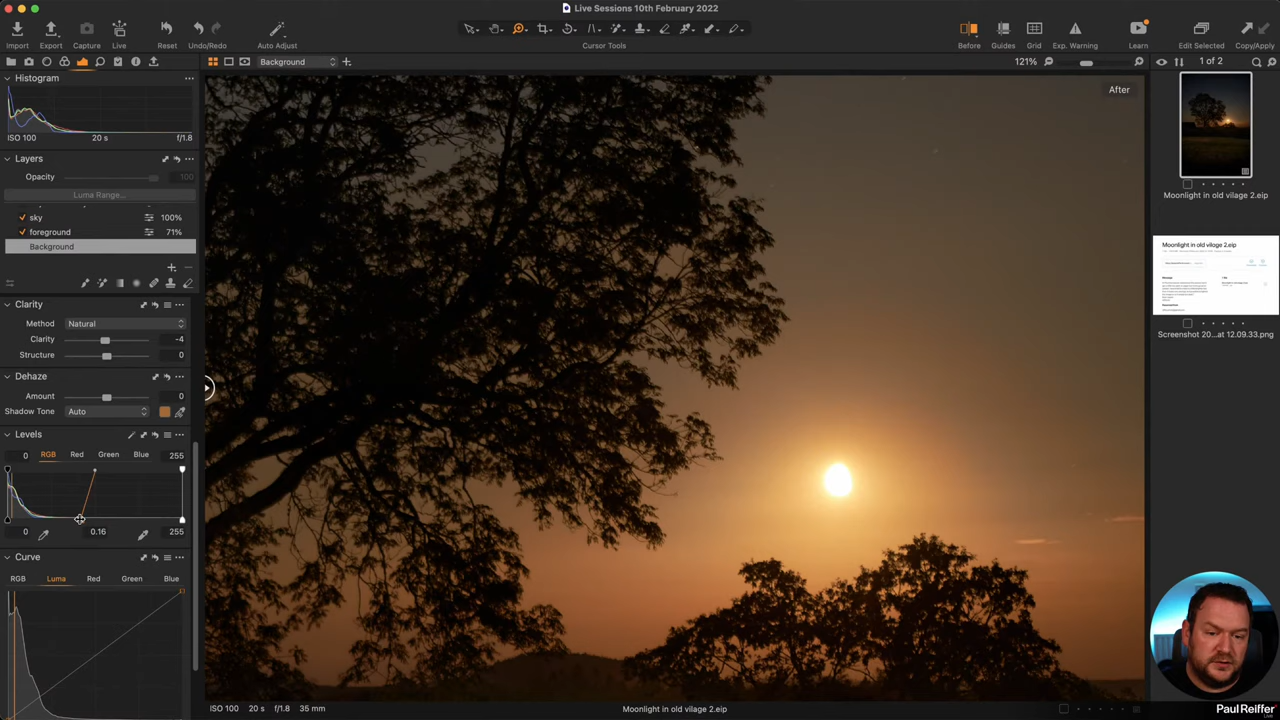 Live Sessions 10th February 2022
Import Export Capture Live Reset Undo/Redo Auto Adjust Cursor Tools Before Guides Grid Exp. Warning Learn Edit Selected Copy/Apply
Background
121%
1 of 2
Histogram
ISO 100 20 s f/1.8
Layers
Opacity 100
Luma Range...
sky 100%
foreground 71%
Background
Clarity
Method Natural
Clarity -4
Structure 0
Dehaze
Amount 0
Shadow Tone Auto
Levels
0 RGB Red Green Blue 255
0 0.16 255
Curve
RGB Luma Red Green Blue
After
Moonlight in old vilage 2.eip
Moonlight in old viloge 2.eip
Screenshot 20...at 12.09.33.png
ISO 100 20 s f/1.8 35 mm
Moonlight in old vilage 2.eip
PaulReiffer
Live